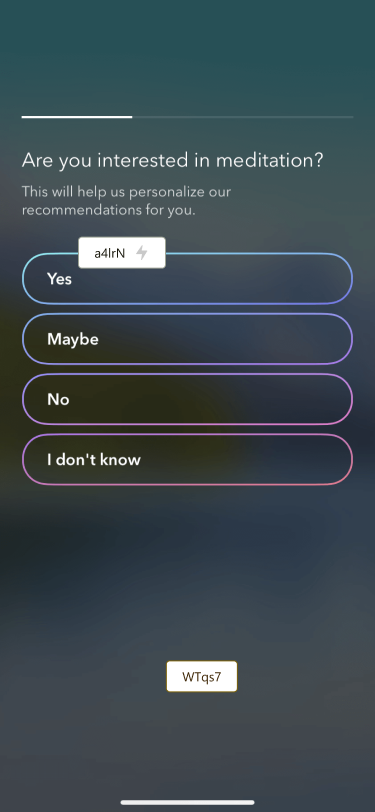 Are you interested in meditation?
This will help us personalize our
recommendations for you.
a4lrN
Yes
Maybe
No
I don't know
WTqs7